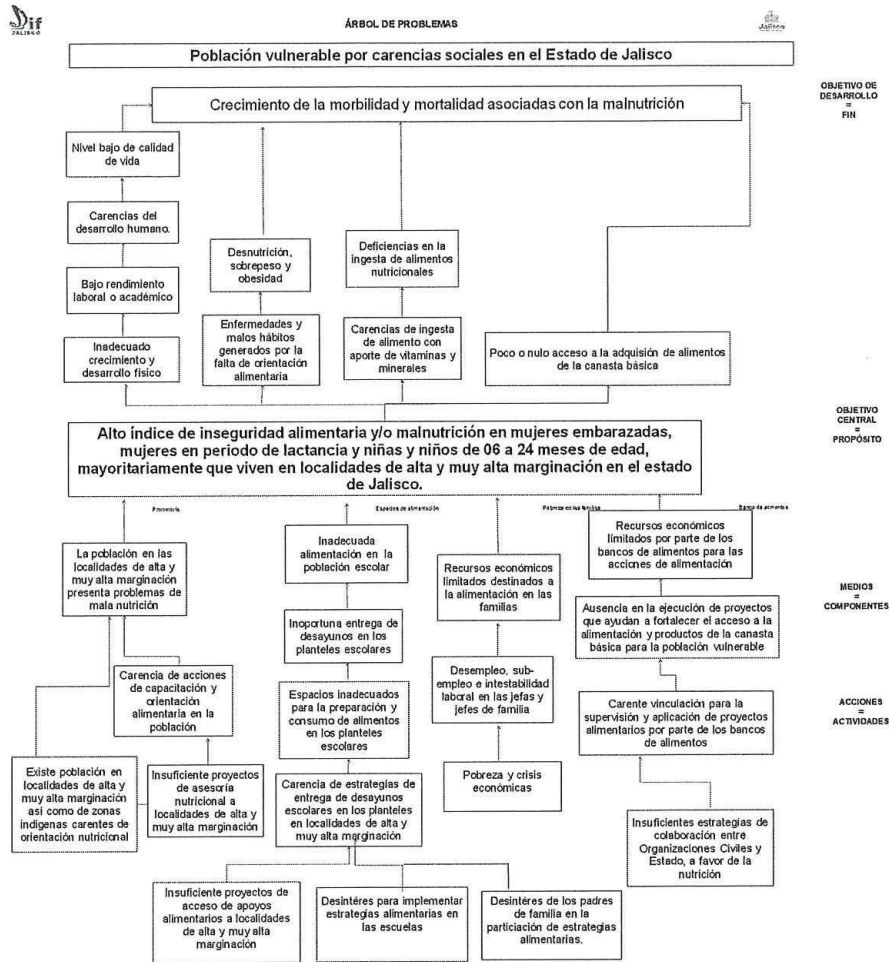 Dif
JALISCO
ÁRBOL DE PROBLEMAS
Jalisco
Población vulnerable por carencias sociales en el Estado de Jalisco
OBJETIVO DE
DESARROLLO
=
FIN
Crecimiento de la morbilidad y mortalidad asociadas con la malnutrición
Nivel bajo de calidad
de vida
Carencias del
desarrollo humano.
Bajo rendimiento
laboral o académico
Inadecuado
crecimiento y
desarrollo físico
Desnutrición,
sobrepeso y
obesidad
Enfermedades y
malos hábitos
generados por la
falta de orientación
alimentaria
Deficiencias en la
ingesta de alimentos
nutricionales
Carencias de ingesta
de alimento con
aporte de vitaminas y
minerales
Poco o nulo acceso a la adquisición de alimentos
de la canasta básica
OBJETIVO
CENTRAL
=
PROPÓSITO
Alto índice de inseguridad alimentaria y/o malnutrición en mujeres embarazadas,
mujeres en periodo de lactancia y niñas y niños de 06 a 24 meses de edad,
mayoritariamente que viven en localidades de alta y muy alta marginación en el estado
de Jalisco.
Espacios de alimentación
Pobreza en las familias
Banco de alimentos
La población en las
localidades de alta y
muy alta marginación
presenta problemas de
mala nutrición
Carencia de acciones
de capacitación y
orientación
alimentaria en la
población
Existe población en
localidades de alta y
muy alta marginación
así como de zonas
indígenas carentes de
orientación nutricional
Insuficiente proyectos
de asesoría
nutricional a
localidades de alta y
muy alta marginación
Inadecuada
alimentación en la
población escolar
Inoportuna entrega de
desayunos en los
planteles escolares
Espacios inadecuados
para la preparación y
consumo de alimentos
en los planteles
escolares
Carencia de estrategías de
entrega de desayunos
escolares en los planteles
en localidades de alta y
muy alta marginación
Insuficiente proyectos de
acceso de apoyos
alimentarios a localidades
de alta y muy alta
marginación
Desintéres para implementar
estrategías alimentarias en
las escuelas
Desintéres de los padres
de familia en la
particiación de estrategías
alimentarias.
Recursos económicos
limitados destinados a
la alimentación en las
familias
Desempleo, sub-
empleo e intestabilidad
laboral en las jefas y
jefes de familia
Pobreza y crisis
económicas
Recursos económicos
limitados por parte de los
bancos de alimentos para las
acciones de alimentación
Ausencia en la ejecución de proyectos
que ayudan a fortalecer el acceso a la
alimentación y productos de la canasta
básica para la población vulnerable
Carente vinculación para la
supervisión y aplicación de proyectos
alimentarios por parte de los bancos
de alimentos
Insuficientes estrategías de
colaboración entre
Organizaciones Civiles y
Estado, a favor de la
nutrición
MEDIOS
=
COMPONENTES
ACCIONES
=
ACTIVIDADES